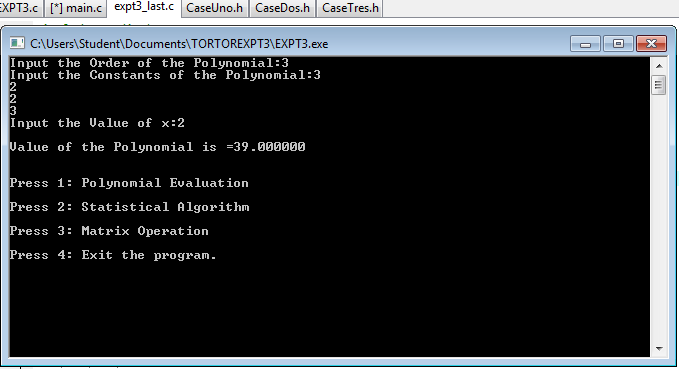 EXPT3.c [*] main.c expt3_last.c CaseUno.h CaseDos.h CaseTres.h
C:\Users\Student\Documents\TORTOREXPT3\EXPT3.exe
Input the Order of the Polynomial:3
Input the Constants of the Polynomial:3
2
2
3
Input the Value of x:2
Value of the Polynomial is =39.000000
Press 1: Polynomial Evaluation
Press 2: Statistical Algorithm
Press 3: Matrix Operation
Press 4: Exit the program.